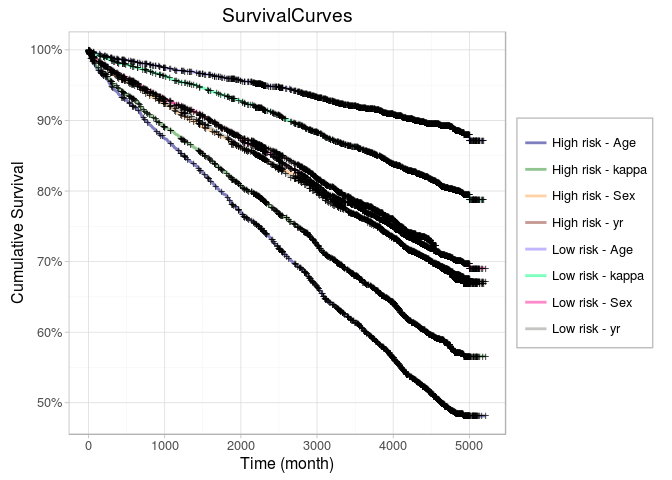 SurvivalCurves
Cumulative Survival
100%
90%
80%
70%
60%
50%
0 1000 2000 3000 4000 5000
Time (month)
High risk - Age
High risk - kappa
High risk - Sex
High risk - yr
Low risk - Age
Low risk - kappa
Low risk - Sex
Low risk - yr